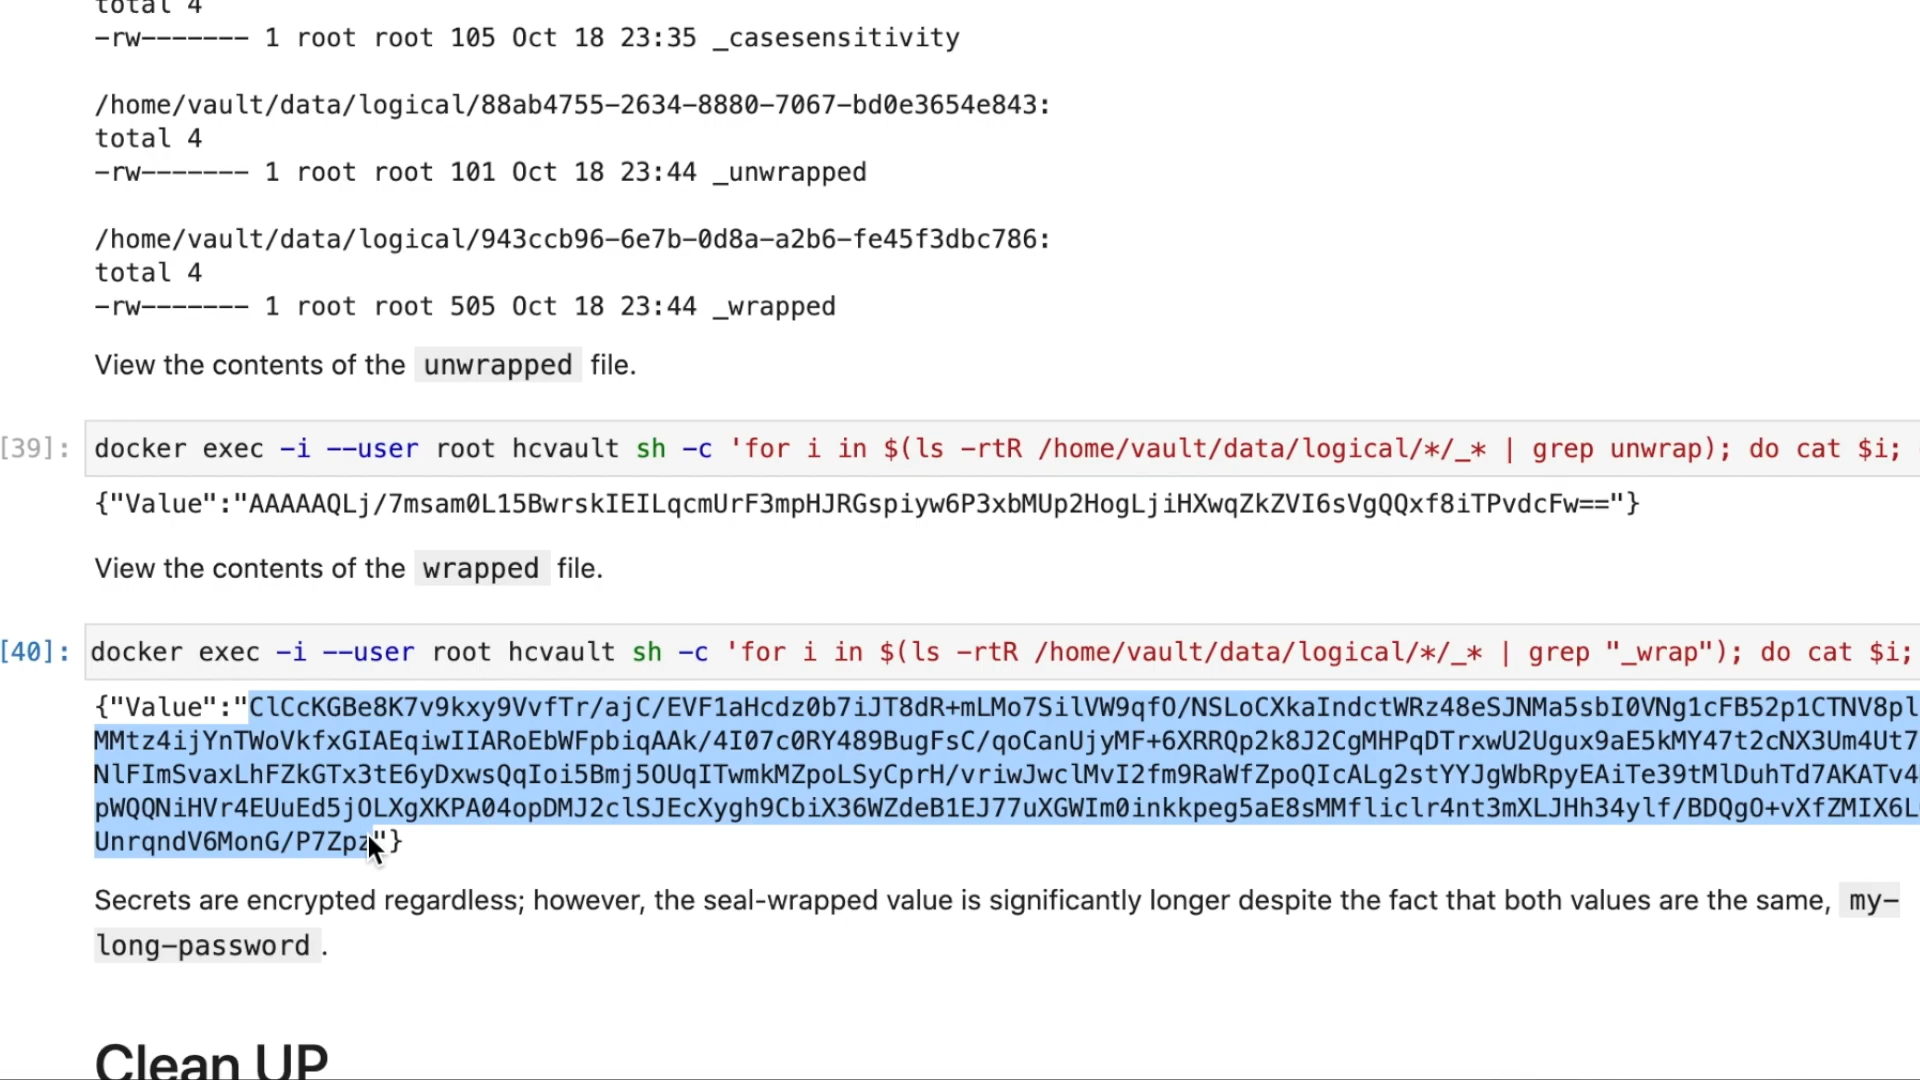 total 4
-rw------- 1 root root 105 Oct 18 23:35 _casesensitivity
/home/vault/data/logical/88ab4755-2634-8880-7067-bd0e3654e843:
total 4
-rw------- 1 root root 101 Oct 18 23:44 _unwrapped
/home/vault/data/logical/943ccb96-6e7b-0d8a-a2b6-fe45f3dbc786:
total 4
-rw------- 1 root root 505 Oct 18 23:44 _wrapped
View the contents of the unwrapped file.
[39]: docker exec -i --user root hcvault sh -c 'for i in $(ls -rtR /home/vault/data/logical/*/_* | grep unwrap); do cat $i;
{"Value":"AAAAAQLj/7msam0L15BwrskIEILqcmUrF3mpHJRGspiyw6P3xbMUp2HogLjiHXwqZkZVI6sVgQQxf8iTPvdcFw=="}
View the contents of the wrapped file.
[40]: docker exec -i --user root hcvault sh -c 'for i in $(ls -rtR /home/vault/data/logical/*/_* | grep "_wrap"); do cat $i;
{"Value":"ClCcKGBe8K7v9kxy9VvfTr/ajC/EVF1aHcdz0b7iJT8dR+mLMo7SilVW9qfO/NSLoCXkaIndctWRz48eSJNMa5sbI0VNg1cFB52p1CTNV8pl
MMtz4ijYnTWoVkfxGIAEqiwIIARoEbWFpbiqAAk/4I07c0RY489BugFsC/qoCanUjyMF+6XRRQp2k8J2CgMHPqDTrxwU2Ugux9aE5kMY47t2cNX3Um4Ut7
NlFImSvaxLhFZkGTx3tE6yDxwsQqIoi5Bmj5OUqITwmkMZpoLSyCprH/vriwJwclMvI2fm9RaWfZpoQIcALg2stYYJgWbRpyEAiTe39tMlDuhTd7AKATv4
pWQQNiHVr4EUuEd5jOLXgXKPA04opDMJ2clSJEcXygh9CbiX36WZdeB1EJ77uXGWIm0inkkpeg5aE8sMMfliclr4nt3mXLJHh34ylf/BDQgO+vXfZMIX6L
UnrqndV6MonG/P7Zpz"}
Secrets are encrypted regardless; however, the seal-wrapped value is significantly longer despite the fact that both values are the same, my-
long-password .
Clean UP